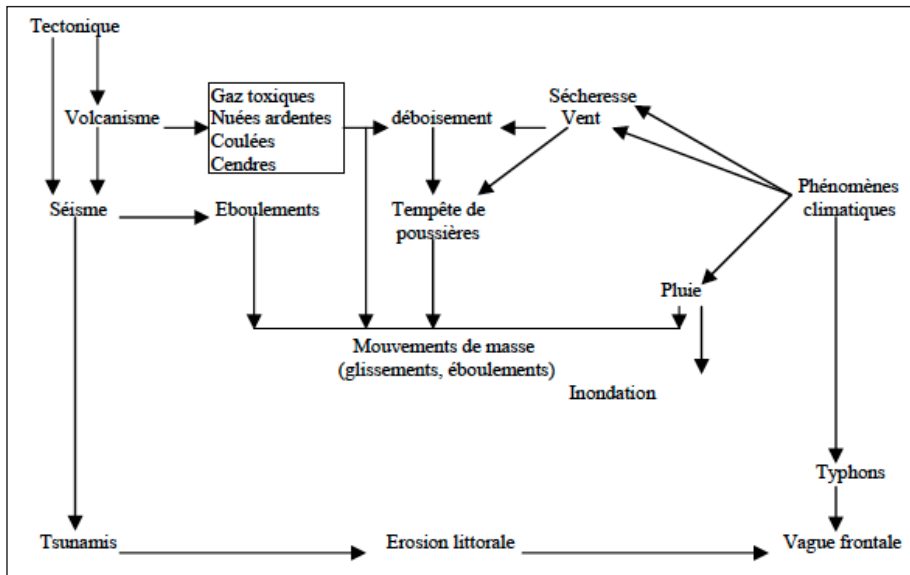 Tectonique
Volcanisme
Gaz toxiques
Nuées ardentes
Coulées
Cendres
déboisement
Sécheresse
Vent
Phénomènes
climatiques
Séisme
Eboulements
Tempête de
poussières
Pluie
Mouvements de masse
(glissements, éboulements)
Inondation
Typhons
Tsunamis
Erosion littorale
Vague frontale